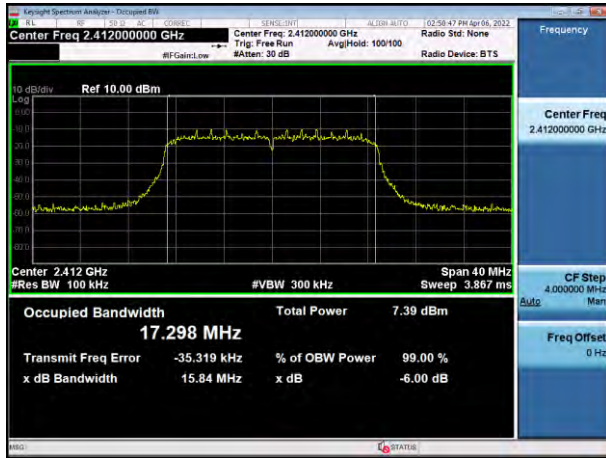 Keysight Spectrum Analyzer - Occupied BW
RL RF 50 Ω AC CORREC SENSE:INT ALIGN AUTO 02:58:47 PM Apr 06, 2022
Center Freq 2.412000000 GHz Center Freq: 2.412000000 GHz Radio Std: None Frequency
Trig: Free Run Avg|Hold: 100/100
#IFGain:Low #Atten: 30 dB Radio Device: BTS
10 dB/div Ref 10.00 dBm
Log
Center Freq
2.412000000 GHz
Center 2.412 GHz Span 40 MHz
#Res BW 100 kHz #VBW 300 kHz Sweep 3.867 ms
CF Step
4.000000 MHz
Auto Man
Occupied Bandwidth Total Power 7.39 dBm
17.298 MHz
Freq Offset
0 Hz
Transmit Freq Error -35.319 kHz % of OBW Power 99.00 %
x dB Bandwidth 15.84 MHz x dB -6.00 dB
MSG STATUS